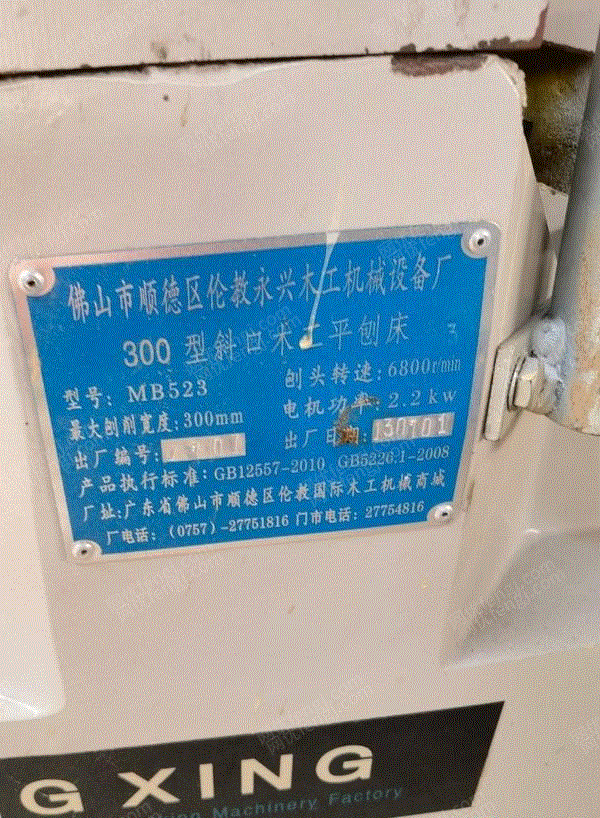 佛山市顺德区伦教永兴木工机械设备厂
300 型斜口木工平刨床
型号: MB523 刨头转速: 6800r/min
最大刨削宽度: 300mm 电机功率: 2.2kw
出厂编号: 出厂日期: 130701
产品执行标准: GB12557-2010 GB5226.1-2008
厂址: 广东省佛山市顺德区伦教国际木工机械商城
厂电话: (0757)-27751816 门市电话: 27754816
G XING
Machinery Factory